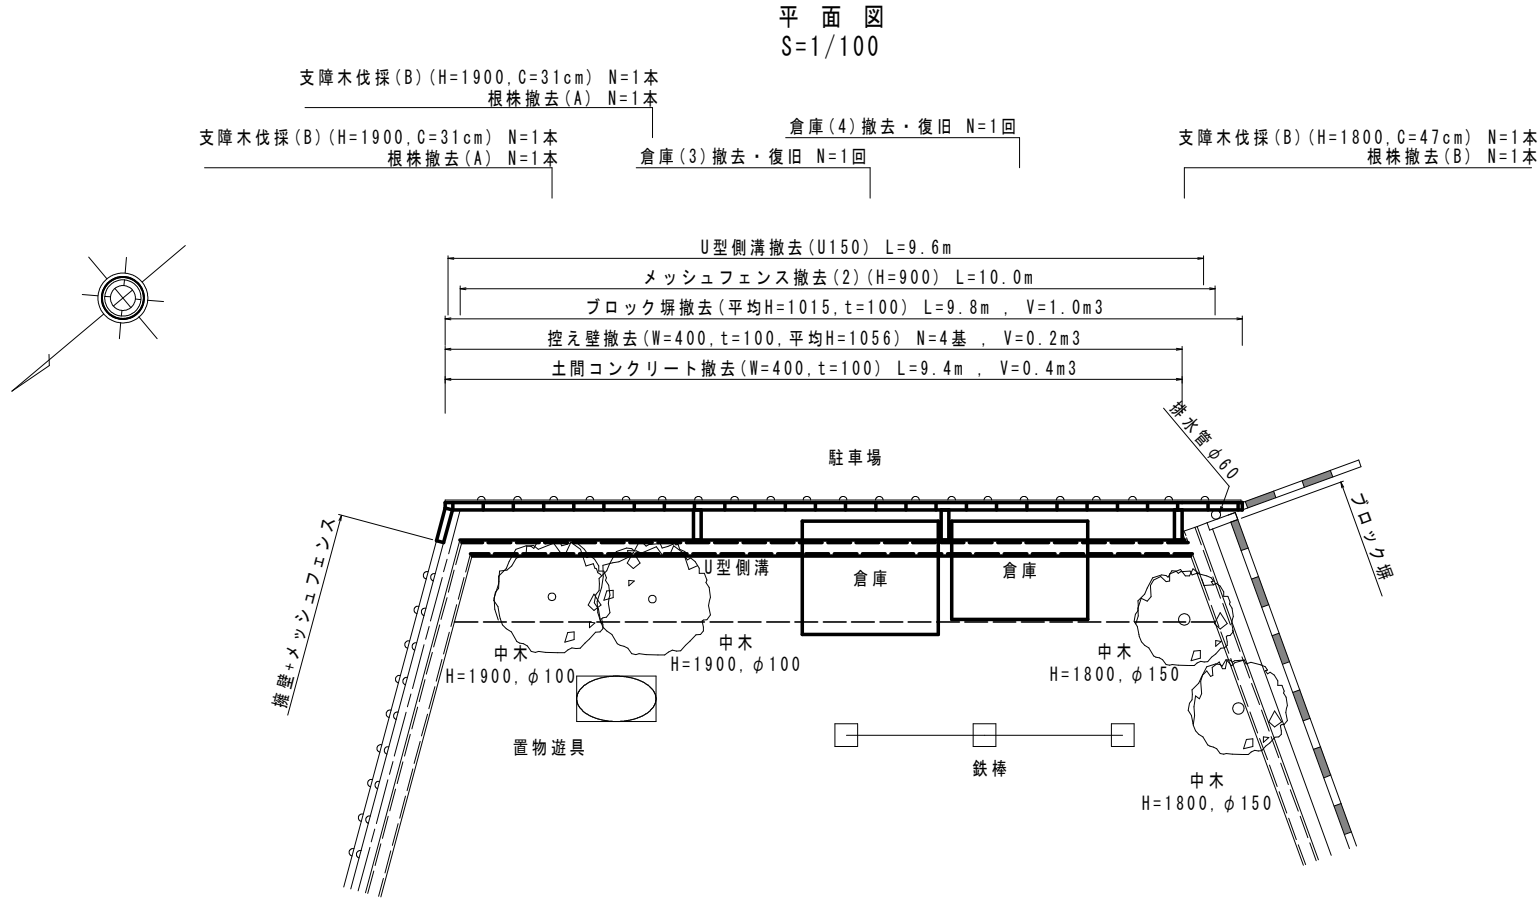 平 面 図
S=1/100
支障木伐採(B)(H=1900,C=31cm) N=1本
根株撤去(A) N=1本
支障木伐採(B)(H=1900,C=31cm) N=1本
根株撤去(A) N=1本
倉庫(4)撤去・復旧 N=1回
倉庫(3)撤去・復旧 N=1回
支障木伐採(B)(H=1800,C=47cm) N=1本
根株撤去(B) N=1本
U型側溝撤去(U150) L=9.6m
メッシュフェンス撤去(2)(H=900) L=10.0m
ブロック塀撤去(平均H=1015,t=100) L=9.8m , V=1.0m3
控え壁撤去(W=400,t=100,平均H=1056) N=4基 , V=0.2m3
土間コンクリート撤去(W=400,t=100) L=9.4m , V=0.4m3
排水管φ60
駐車場
擁壁+メッシュフェンス
ブロック塀
U型側溝
倉庫
倉庫
中木
H=1900,φ100
中木
H=1900,φ100
中木
H=1800,φ150
置物遊具
鉄棒
中木
H=1800,φ150